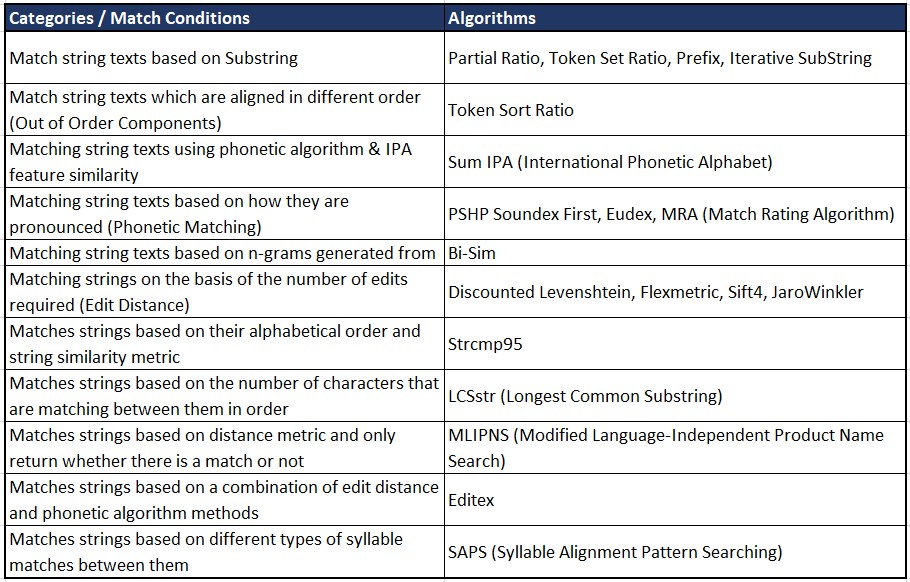 Categories / Match Conditions
Algorithms
Match string texts based on Substring
Partial Ratio, Token Set Ratio, Prefix, Iterative SubString
Match string texts which are aligned in different order
(Out of Order Components)
Token Sort Ratio
Matching string texts using phonetic algorithm & IPA
feature similarity
Sum IPA (International Phonetic Alphabet)
Matching string texts based on how they are
pronounced (Phonetic Matching)
PSHP Soundex First, Eudex, MRA (Match Rating Algorithm)
Matching string texts based on n-grams generated from
Bi-Sim
Matching strings on the basis of the number of edits
required (Edit Distance)
Discounted Levenshtein, Flexmetric, Sift4, JaroWinkler
Matches strings based on their alphabetical order and
string similarity metric
Strcmp95
Matches strings based on the number of characters that
are matching between them in order
LCSstr (Longest Common Substring)
Matches strings based on distance metric and only
return whether there is a match or not
MLIPNS (Modified Language-Independent Product Name
Search)
Matches strings based on a combination of edit distance
and phonetic algorithm methods
Editex
Matches strings based on different types of syllable
matches between them
SAPS (Syllable Alignment Pattern Searching)